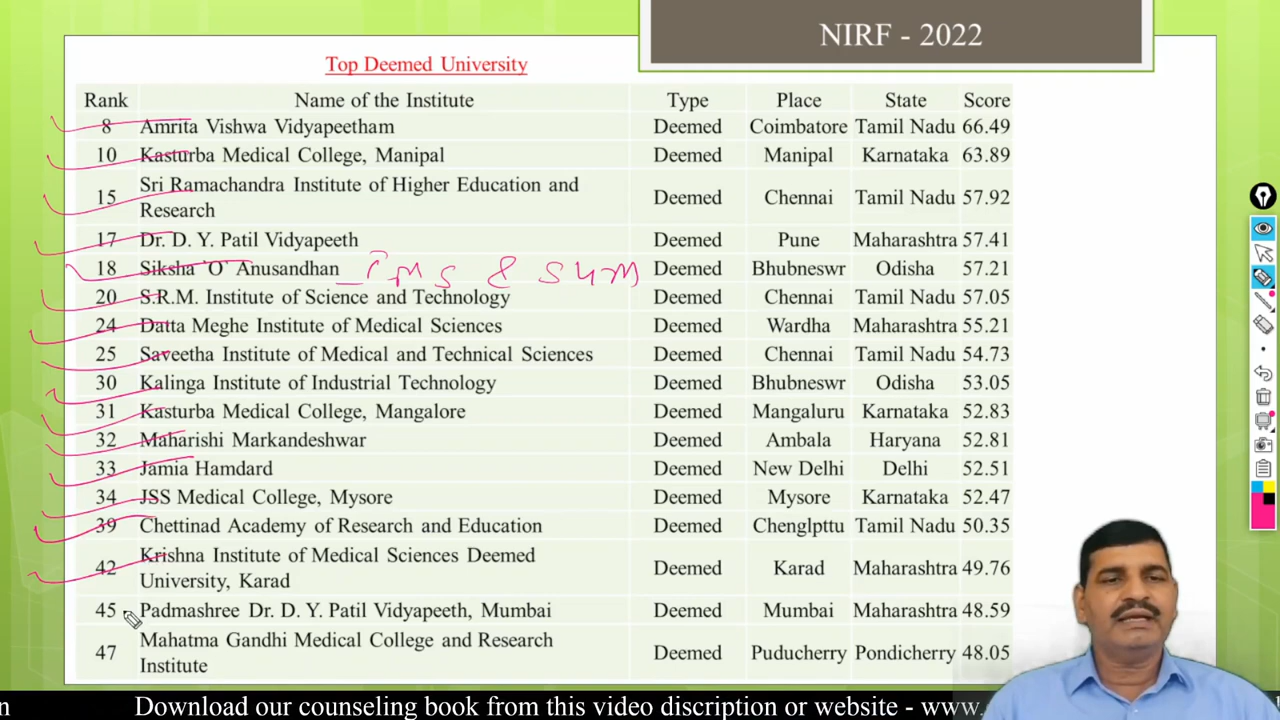 NIRF - 2022
Top Deemed University
Rank Name of the Institute Type Place State Score
8 Amrita Vishwa Vidyapeetham Deemed Coimbatore Tamil Nadu 66.49
10 Kasturba Medical College, Manipal Deemed Manipal Karnataka 63.89
15 Sri Ramachandra Institute of Higher Education and
Research Deemed Chennai Tamil Nadu 57.92
17 Dr. D. Y. Patil Vidyapeeth Deemed Pune Maharashtra 57.41
18 Siksha `O` Anusandhan ims & sum Deemed Bhubneswr Odisha 57.21
20 S.R.M. Institute of Science and Technology Deemed Chennai Tamil Nadu 57.05
24 Datta Meghe Institute of Medical Sciences Deemed Wardha Maharashtra 55.21
25 Saveetha Institute of Medical and Technical Sciences Deemed Chennai Tamil Nadu 54.73
30 Kalinga Institute of Industrial Technology Deemed Bhubneswr Odisha 53.05
31 Kasturba Medical College, Mangalore Deemed Mangaluru Karnataka 52.83
32 Maharishi Markandeshwar Deemed Ambala Haryana 52.81
33 Jamia Hamdard Deemed New Delhi Delhi 52.51
34 JSS Medical College, Mysore Deemed Mysore Karnataka 52.47
39 Chettinad Academy of Research and Education Deemed Chenglpttu Tamil Nadu 50.35
42 Krishna Institute of Medical Sciences Deemed
University, Karad Deemed Karad Maharashtra 49.76
45 Padmashree Dr. D. Y. Patil Vidyapeeth, Mumbai Deemed Mumbai Maharashtra 48.59
47 Mahatma Gandhi Medical College and Research
Institute Deemed Puducherry Pondicherry 48.05
n Download our counseling book from this video discription or website - www.